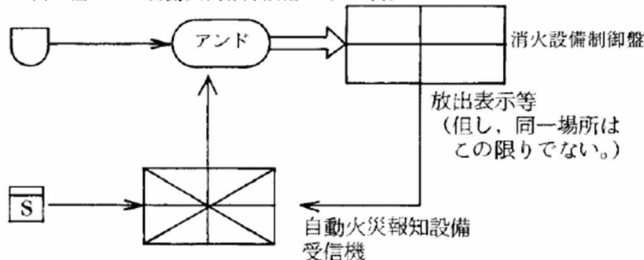 アンド
消火設備制御盤
放出表示等
（但し，同一場所は
この限りでない。）
S
自動火災報知設備
受信機